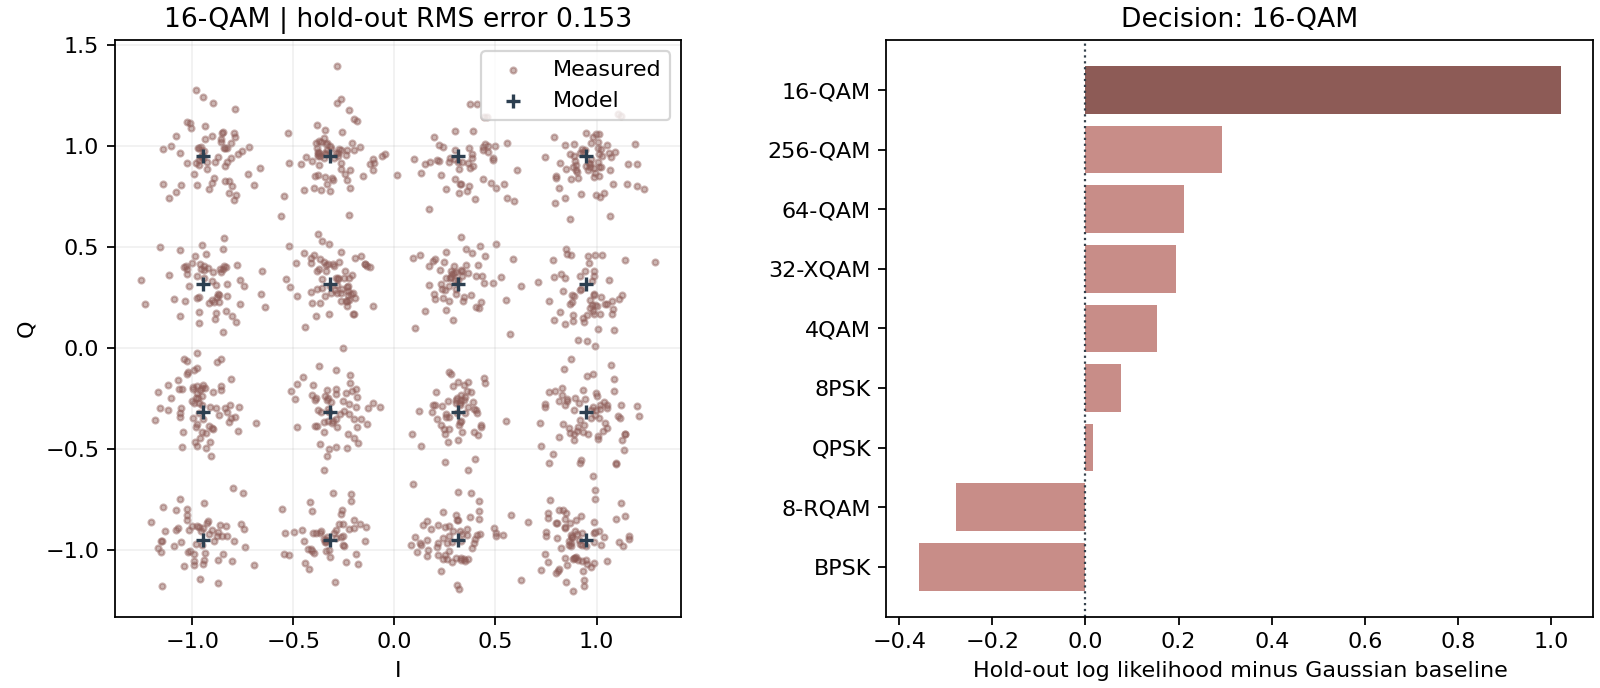 16-QAM | hold-out RMS error 0.153
Measured
Model
1.5
1.0
0.5
0.0
−0.5
−1.0
Q
−1.0 −0.5 0.0 0.5 1.0
I
Decision: 16-QAM
16-QAM
256-QAM
64-QAM
32-XQAM
4QAM
8PSK
QPSK
8-RQAM
BPSK
−0.4 −0.2 0.0 0.2 0.4 0.6 0.8 1.0
Hold-out log likelihood minus Gaussian baseline